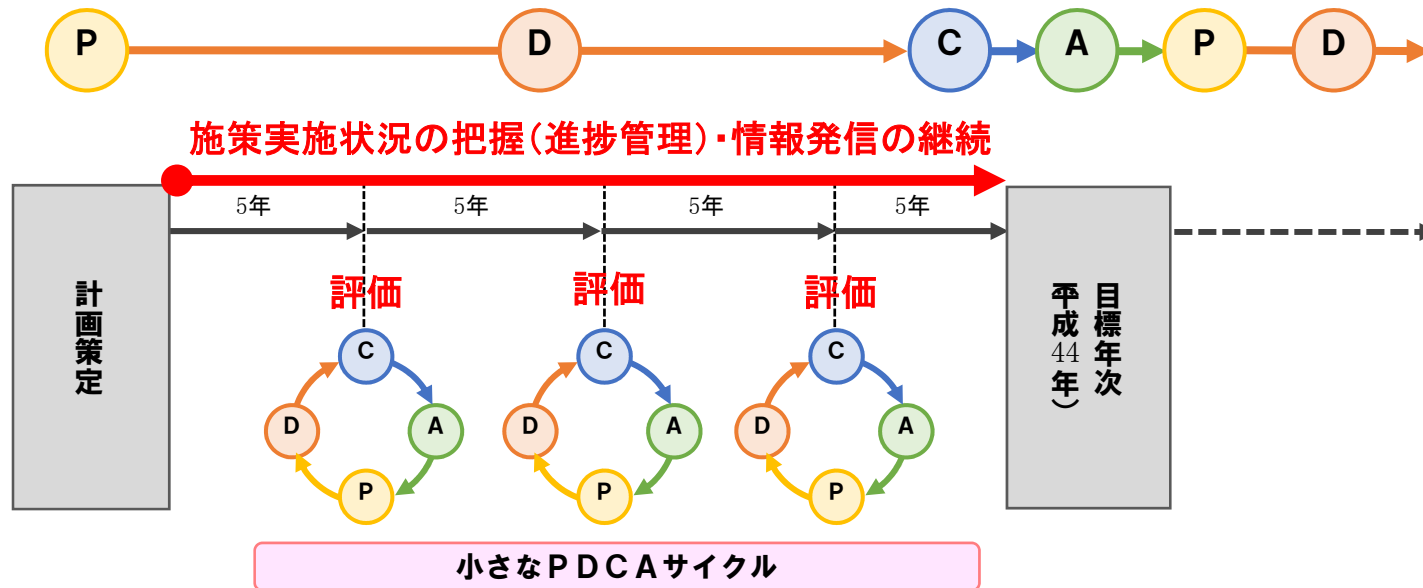 P D C A P D
施策実施状況の把握(進捗管理)・情報発信の継続
5年 5年 5年 5年
計画策定
評価 評価 評価
目標年次
平成44年)
C C C
D A D A D A
P P P
小さなPDCAサイクル